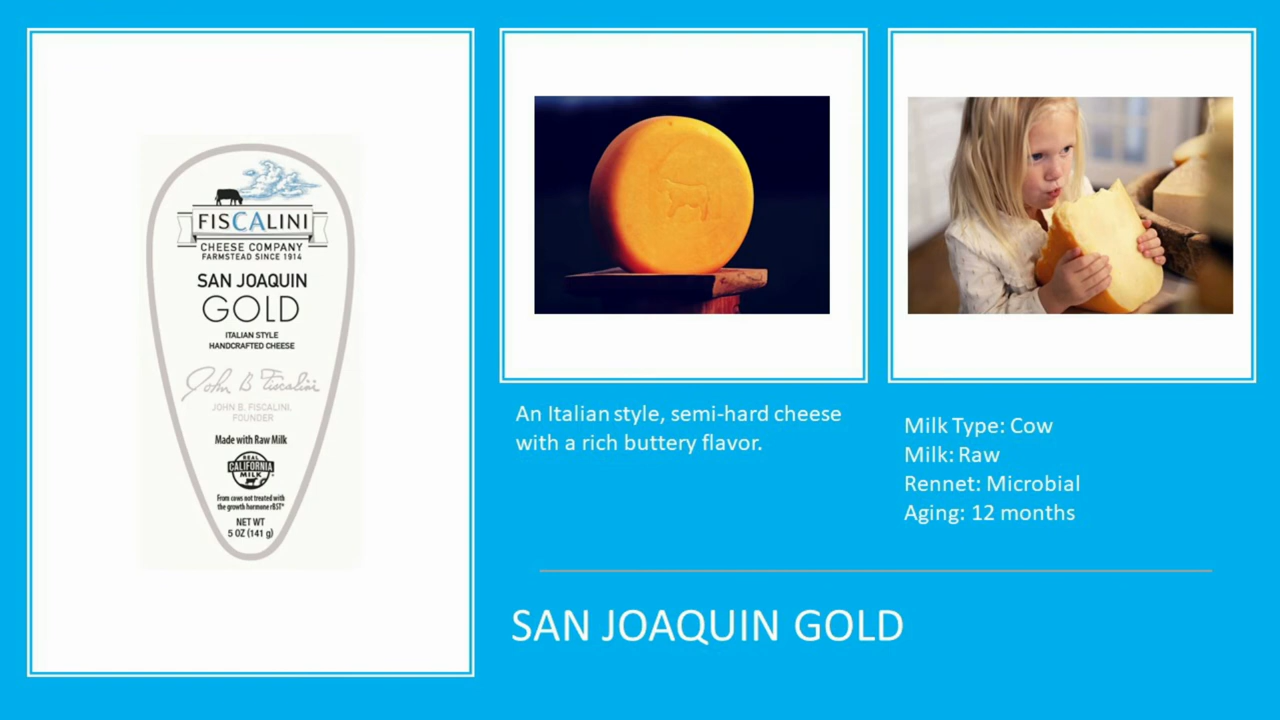 FISCALINI
CHEESE COMPANY
FARMSTEAD SINCE 1914
SAN JOAQUIN
GOLD
ITALIAN STYLE
HANDCRAFTED CHEESE
John B Fiscalini
JOHN B. FISCALINI,
FOUNDER
Made with Raw Milk
REAL
CALIFORNIA
MILK
From cows not treated with
the growth hormone rBST*
NET WT
5 OZ (141 g)
An Italian style, semi-hard cheese
with a rich buttery flavor.
Milk Type: Cow
Milk: Raw
Rennet: Microbial
Aging: 12 months
SAN JOAQUIN GOLD